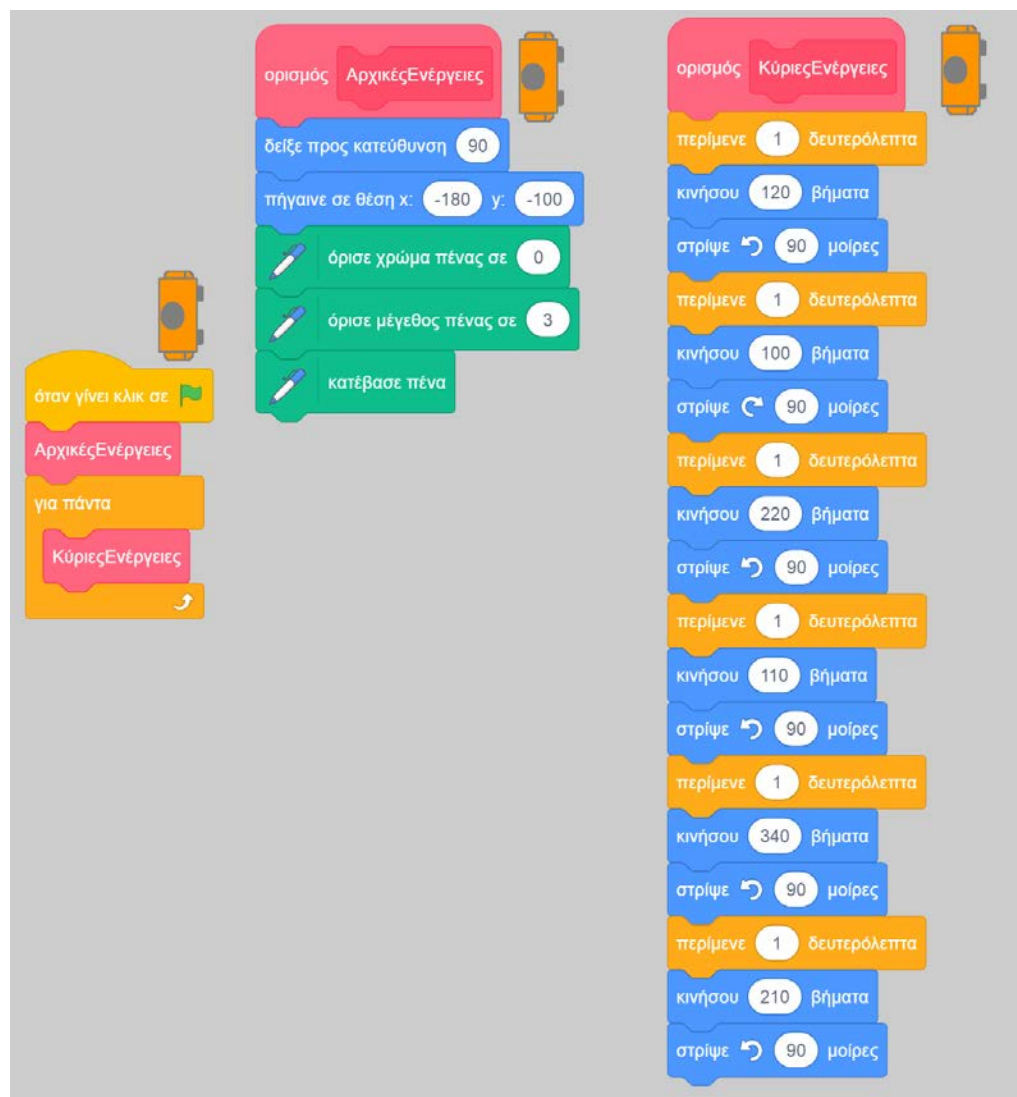 όταν γίνει κλικ σε
ΑρχικέςΕνέργειες
για πάντα
ΚύριεςΕνέργειες
ορισμός ΑρχικέςΕνέργειες
δείξε προς κατεύθυνση 90
πήγαινε σε θέση x: -180 y: -100
όρισε χρώμα πένας σε 0
όρισε μέγεθος πένας σε 3
κατέβασε πένα
ορισμός ΚύριεςΕνέργειες
περίμενε 1 δευτερόλεπτα
κινήσου 120 βήματα
στρίψε 90 μοίρες
περίμενε 1 δευτερόλεπτα
κινήσου 100 βήματα
στρίψε 90 μοίρες
περίμενε 1 δευτερόλεπτα
κινήσου 220 βήματα
στρίψε 90 μοίρες
περίμενε 1 δευτερόλεπτα
κινήσου 110 βήματα
στρίψε 90 μοίρες
περίμενε 1 δευτερόλεπτα
κινήσου 340 βήματα
στρίψε 90 μοίρες
περίμενε 1 δευτερόλεπτα
κινήσου 210 βήματα
στρίψε 90 μοίρες